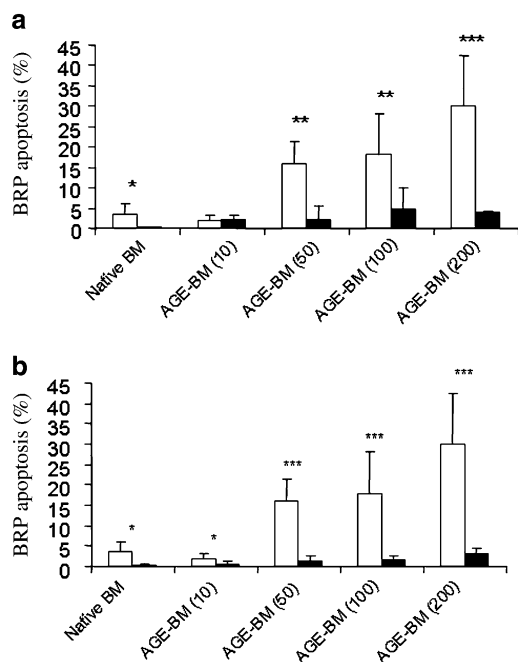 a
BRP apoptosis (%)
45
40
35
30
25
20
15
10
5
0
*
**
**
***
Native BM
AGE-BM (10)
AGE-BM (50)
AGE-BM (100)
AGE-BM (200)
b
BRP apoptosis (%)
45
40
35
30
25
20
15
10
5
0
*
*
***
***
***
Native BM
AGE-BM (10)
AGE-BM (50)
AGE-BM (100)
AGE-BM (200)